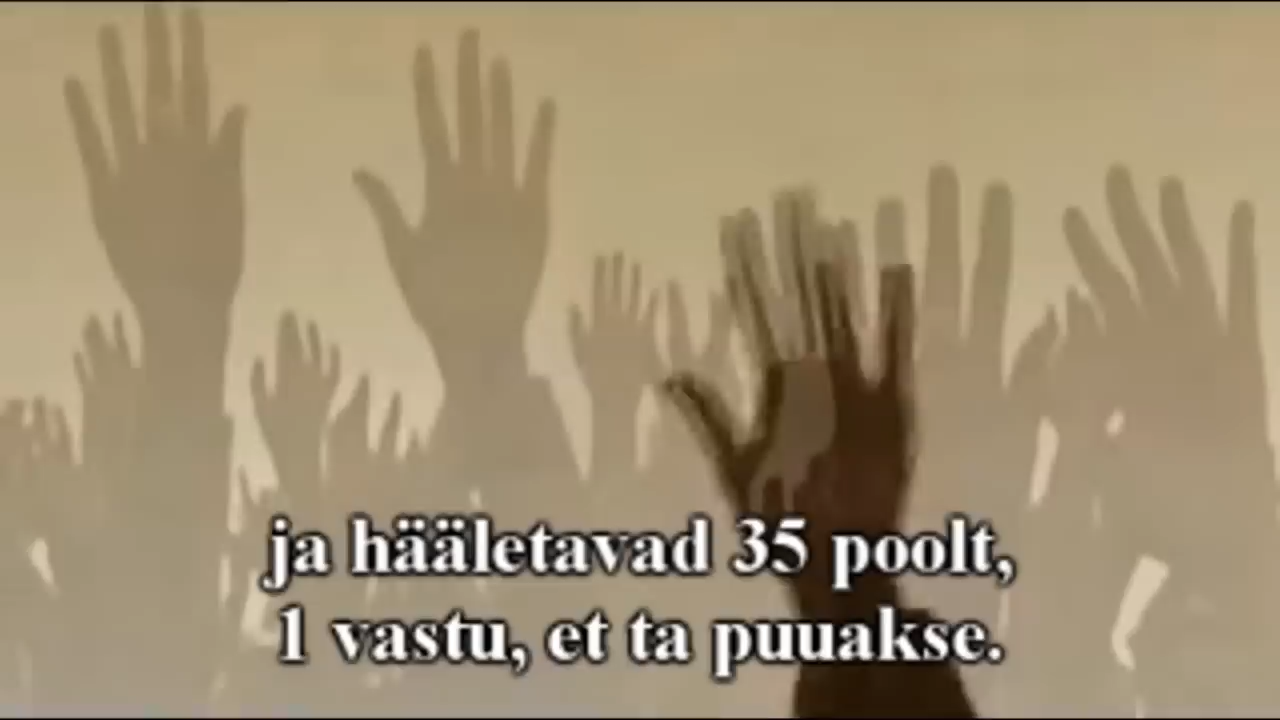 ja hääletavad 35 poolt,
1 vastu, et ta puuakse.